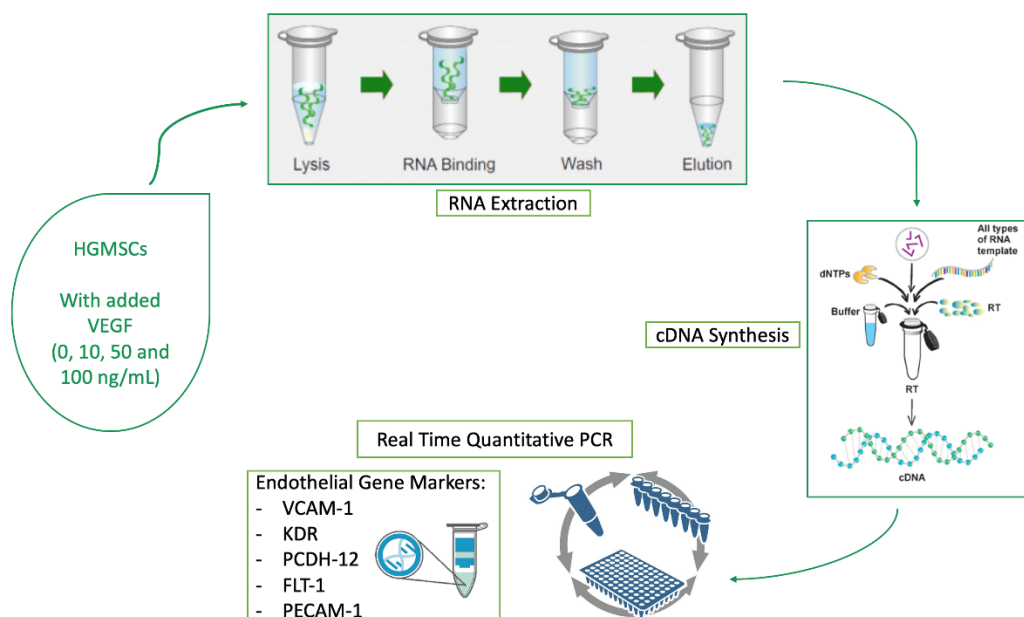 HGMSCs
With added
VEGF
(0, 10, 50 and
100 ng/mL)
Lysis
RNA Binding
Wash
Elution
RNA Extraction
All types
of RNA
template
dNTPs
Buffer
RT
RT
cDNA
cDNA Synthesis
Real Time Quantitative PCR
Endothelial Gene Markers:
- VCAM-1
- KDR
- PCDH-12
- FLT-1
- PECAM-1